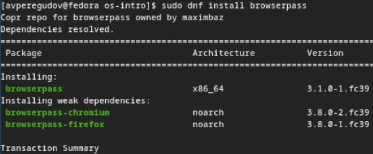 [avperegudov@fedora os-intro]$ sudo dnf install browserpass
Copr repo for browserpass owned by maximbaz
Dependencies resolved.
================================================================
Package Architecture Version
================================================================
Installing:
browserpass x86_64 3.1.0-1.fc39
Installing weak dependencies:
browserpass-chromium noarch 3.8.0-2.fc39
browserpass-firefox noarch 3.8.0-1.fc39
Transaction Summary